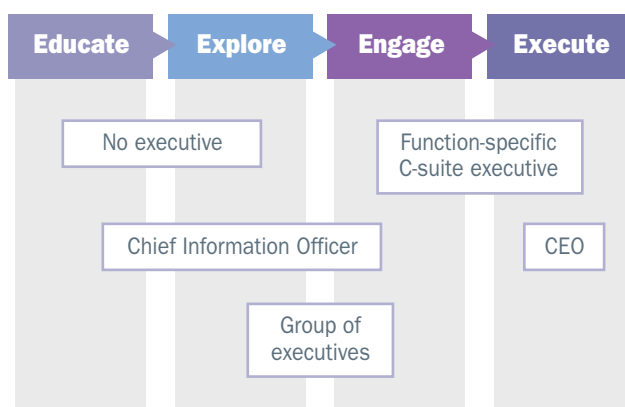 Educate
Explore
Engage
Execute
No executive
Function-specific
C-suite executive
Chief Information Officer
CEO
Group of
executives